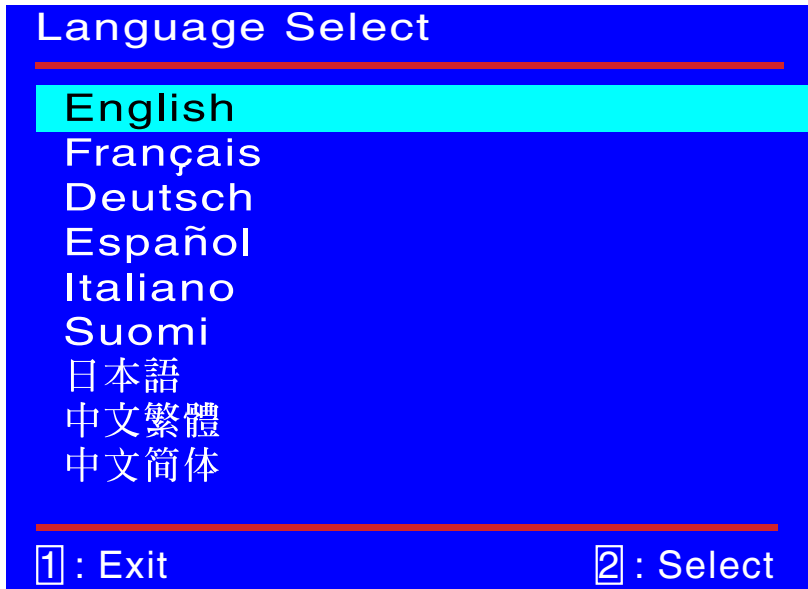 Language Select
English
Français
Deutsch
Español
Italiano
Suomi
日本語
中文繁體
中文简体
1 : Exit 2 : Select